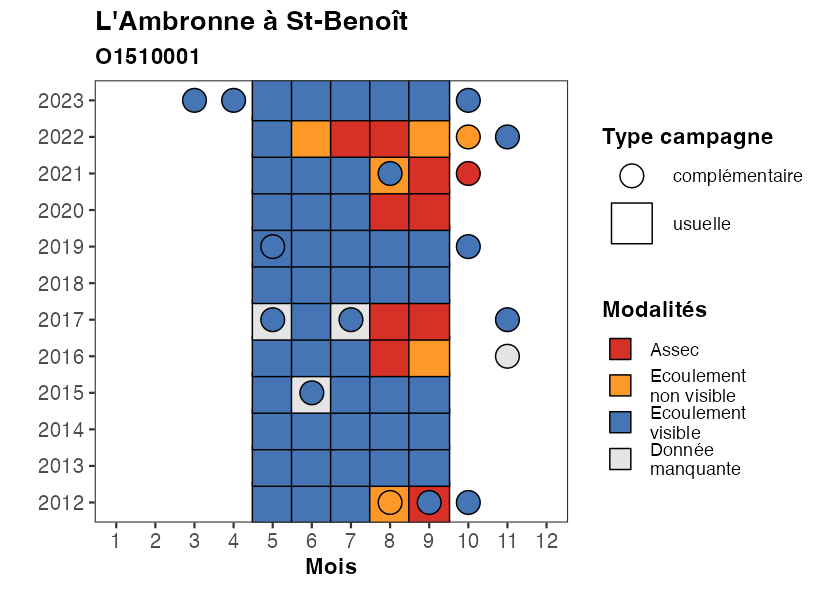 L'Ambronne à St-Benoît
O1510001
2023
2022
2021
2020
2019
2018
2017
2016
2015
2014
2013
2012
1 2 3 4 5 6 7 8 9 10 11 12
Mois
Type campagne
complémentaire
usuelle
Modalités
Assec
Ecoulement
non visible
Ecoulement
visible
Donnée
manquante